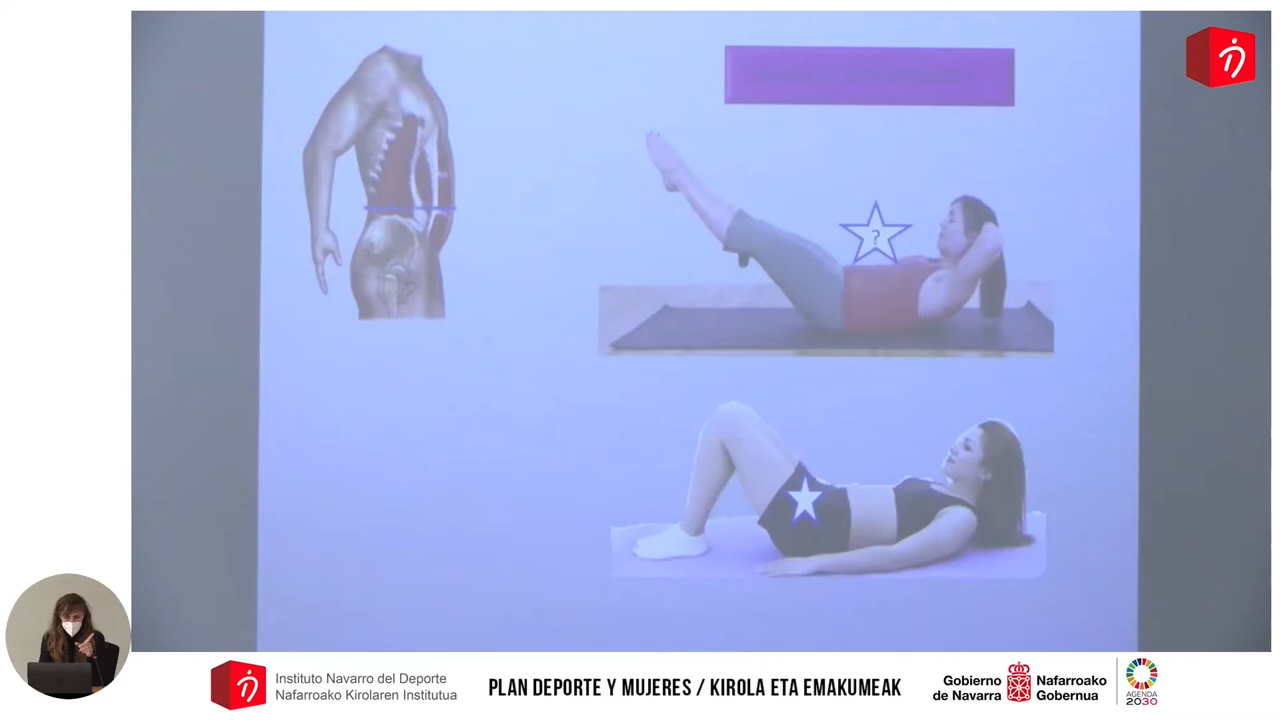 ?
Instituto Navarro del Deporte
Nafarroako Kirolaren Institutua
PLAN DEPORTE Y MUJERES / KIROLA ETA EMAKUMEAK
Gobierno
de Navarra
Nafarroako
Gobernua
AGENDA
2030